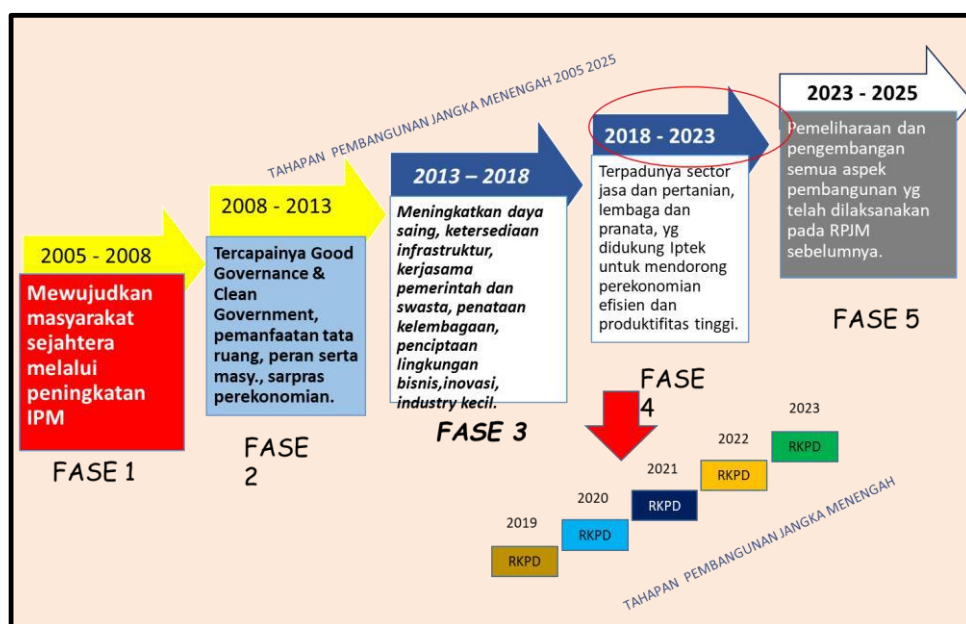 TAHAPAN PEMBANGUNAN JANGKA MENENGAH 2005 2025
2005 - 2008
Mewujudkan
masyarakat
sejahtera
melalui
peningkatan
IPM
FASE 1
2008 - 2013
Tercapainya Good
Governance &
Clean
Government,
pemanfaatan tata
ruang, peran serta
masy., sarpras
perekonomian.
FASE
2
2013 – 2018
Meningkatkan daya
saing, ketersediaan
infrastruktur,
kerjasama
pemerintah dan
swasta, penataan
kelembagaan,
penciptaan
lingkungan
bisnis,inovasi,
industry kecil.
FASE 3
2018 - 2023
Terpadunya sector
jasa dan pertanian,
lembaga dan
pranata, yg
didukung Iptek
untuk mendorong
perekonomian
efisien dan
produktifitas tinggi.
FASE
4
2023 - 2025
Pemeliharaan dan
pengembangan
semua aspek
pembangunan yg
telah dilaksanakan
pada RPJM
sebelumnya.
FASE 5
2019
RKPD
2020
RKPD
2021
RKPD
2022
RKPD
2023
RKPD
TAHAPAN PEMBANGUNAN JANGKA MENENGAH